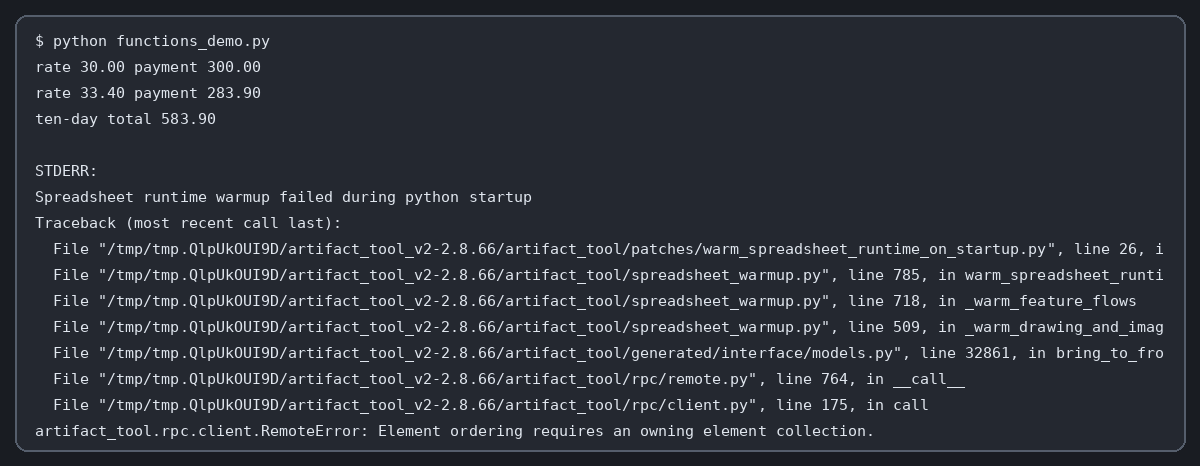 $ python functions_demo.py
rate 30.00 payment 300.00
rate 33.40 payment 283.90
ten-day total 583.90
STDERR:
Spreadsheet runtime warmup failed during python startup
Traceback (most recent call last):
  File "/tmp/tmp.QlpUkOUI9D/artifact_tool_v2-2.8.66/artifact_tool/patches/warm_spreadsheet_runtime_on_startup.py", line 26, i
  File "/tmp/tmp.QlpUkOUI9D/artifact_tool_v2-2.8.66/artifact_tool/spreadsheet_warmup.py", line 785, in warm_spreadsheet_runti
  File "/tmp/tmp.QlpUkOUI9D/artifact_tool_v2-2.8.66/artifact_tool/spreadsheet_warmup.py", line 718, in _warm_feature_flows
  File "/tmp/tmp.QlpUkOUI9D/artifact_tool_v2-2.8.66/artifact_tool/spreadsheet_warmup.py", line 509, in _warm_drawing_and_imag
  File "/tmp/tmp.QlpUkOUI9D/artifact_tool_v2-2.8.66/artifact_tool/generated/interface/models.py", line 32861, in bring_to_fro
  File "/tmp/tmp.QlpUkOUI9D/artifact_tool_v2-2.8.66/artifact_tool/rpc/remote.py", line 764, in __call__
  File "/tmp/tmp.QlpUkOUI9D/artifact_tool_v2-2.8.66/artifact_tool/rpc/client.py", line 175, in call
artifact_tool.rpc.client.RemoteError: Element ordering requires an owning element collection.